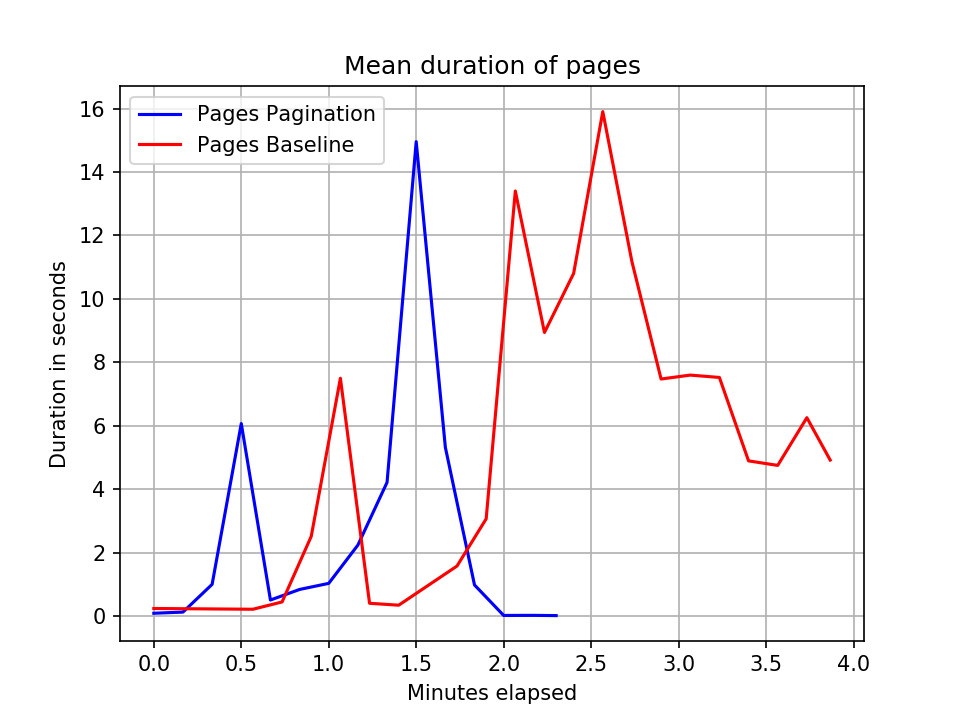 Mean duration of pages
Pages Pagination
Pages Baseline
Duration in seconds
16
14
12
10
8
6
4
2
0
0.0 0.5 1.0 1.5 2.0 2.5 3.0 3.5 4.0
Minutes elapsed